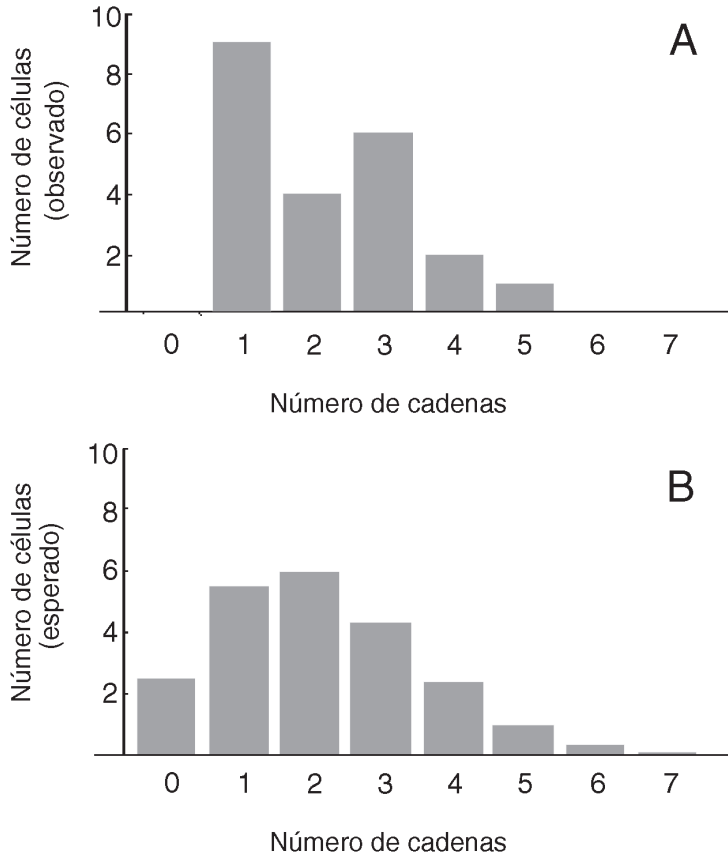 A
Número de células
(observado)
10
8
6
4
2
0 1 2 3 4 5 6 7
Número de cadenas
B
Número de células
(esperado)
10
8
6
4
2
0 1 2 3 4 5 6 7
Número de cadenas